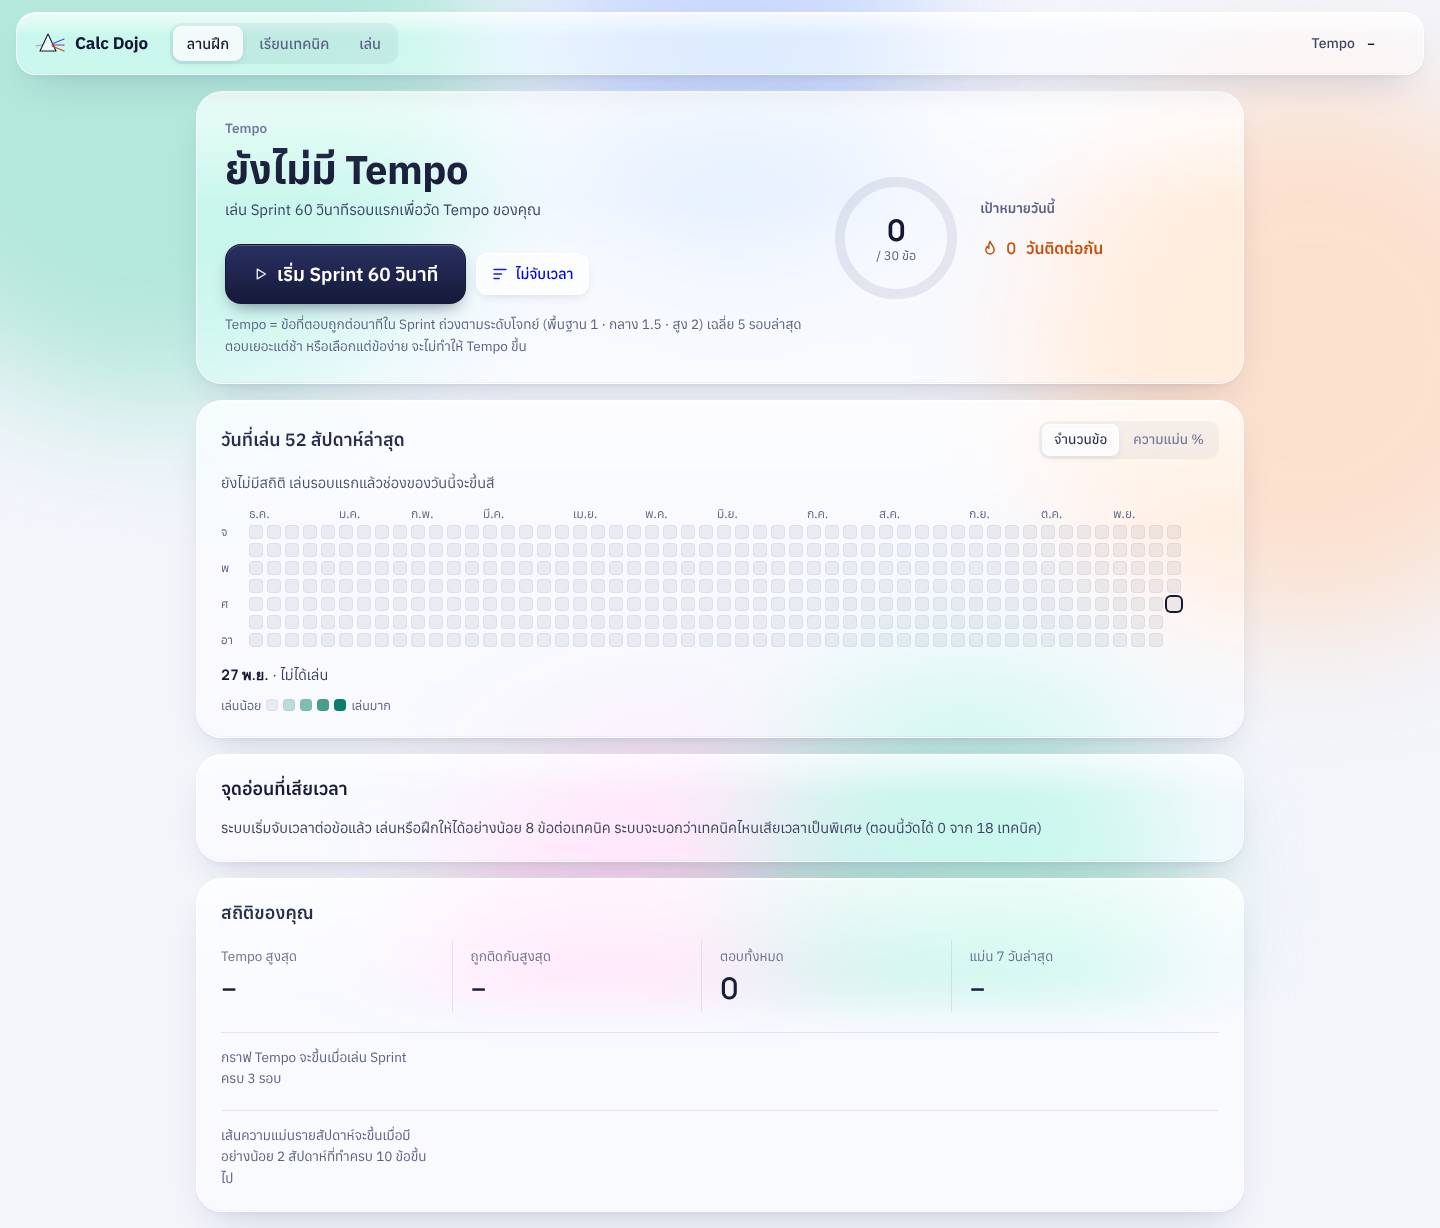 Calc Dojo
ลานฝึก
เรียนเทคนิค
เล่น
Tempo –
Tempo
ยังไม่มี Tempo
เล่น Sprint 60 วินาทีรอบแรกเพื่อวัด Tempo ของคุณ
เริ่ม Sprint 60 วินาที
ไม่จับเวลา
Tempo = ข้อที่ตอบถูกต่อนาทีใน Sprint ถ่วงตามระดับโจทย์ (พื้นฐาน 1 · กลาง 1.5 · สูง 2) เฉลี่ย 5 รอบล่าสุด
ตอบเยอะแต่ช้า หรือเลือกแต่ข้อง่าย จะไม่ทำให้ Tempo ขึ้น
0
/ 30 ข้อ
เป้าหมายวันนี้
0 วันติดต่อกัน
วันที่เล่น 52 สัปดาห์ล่าสุด
จำนวนข้อ
ความแม่น %
ยังไม่มีสถิติ เล่นรอบแรกแล้วช่องของวันนี้จะขึ้นสี
ธ.ค. ม.ค. ก.พ. มี.ค. เม.ย. พ.ค. มิ.ย. ก.ค. ส.ค. ก.ย. ต.ค. พ.ย.
จ
พ
ศ
อา
27 พ.ย. · ไม่ได้เล่น
เล่นน้อย เล่นมาก
จุดอ่อนที่เสียเวลา
ระบบเริ่มจับเวลาต่อข้อแล้ว เล่นหรือฝึกให้ได้อย่างน้อย 8 ข้อต่อเทคนิค ระบบจะบอกว่าเทคนิคไหนเสียเวลาเป็นพิเศษ (ตอนนี้วัดได้ 0 จาก 18 เทคนิค)
สถิติของคุณ
Tempo สูงสุด
–
ถูกติดกันสูงสุด
–
ตอบทั้งหมด
0
แม่น 7 วันล่าสุด
–
กราฟ Tempo จะขึ้นเมื่อเล่น Sprint
ครบ 3 รอบ
เส้นความแม่นรายสัปดาห์จะขึ้นเมื่อมี
อย่างน้อย 2 สัปดาห์ที่ทำครบ 10 ข้อขึ้น
ไป